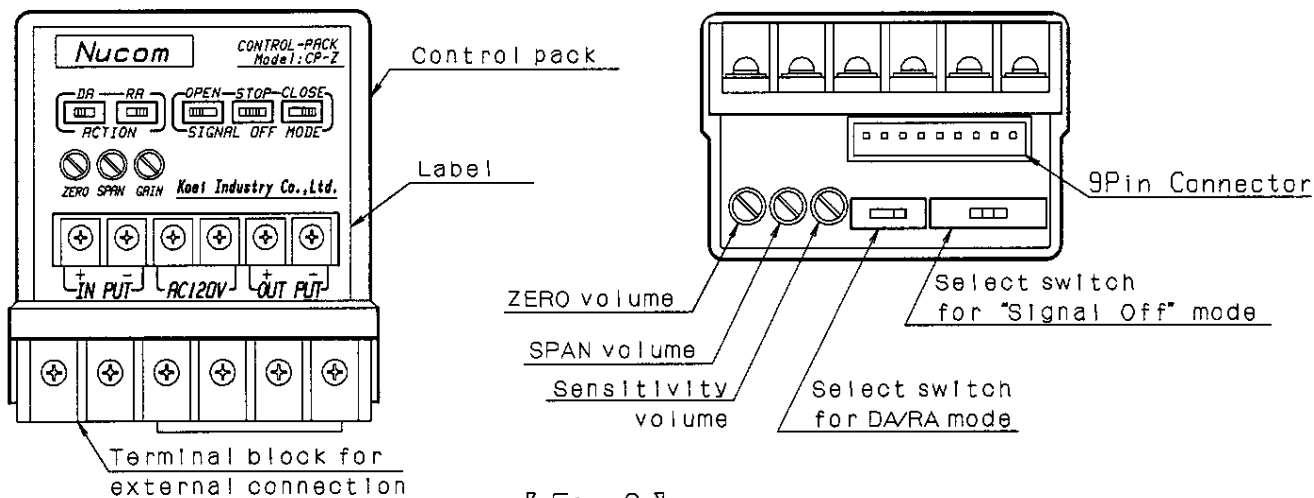 Nucom
CONTROL-PACK
Model:CP-Z
DA RA
ACTION
OPEN STOP CLOSE
SIGNAL OFF MODE
ZERO SPAN GAIN
Koei Industry Co.,Ltd.
+ − + −
IN PUT AC120V OUT PUT
Control pack
Label
Terminal block for
external connection
9Pin Connector
ZERO volume
SPAN volume
Sensitivity
volume
Select switch
for DA/RA mode
Select switch
for "Signal Off" mode